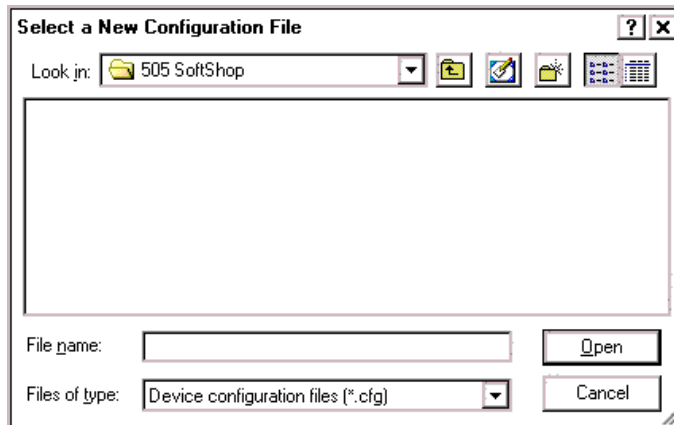 Select a New Configuration File
Look in: 505 SoftShop
File name: Open
Files of type: Device configuration files (*.cfg) Cancel